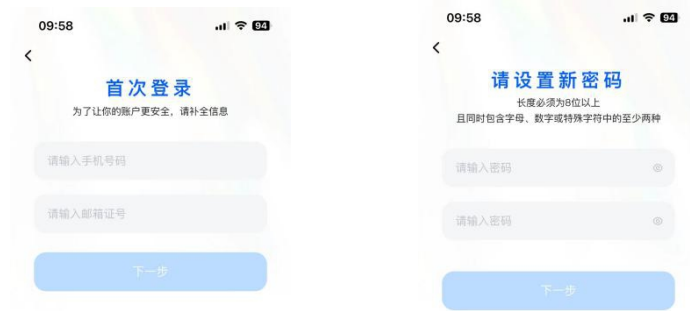 09:58
94
首次登录
为了让你的账户更安全，请补全信息
请输入手机号码
请输入邮箱证号
下一步
09:58
94
请设置新密码
长度必须为8位以上
且同时包含字母、数字或特殊字符中的至少两种
请输入密码
请输入密码
下一步